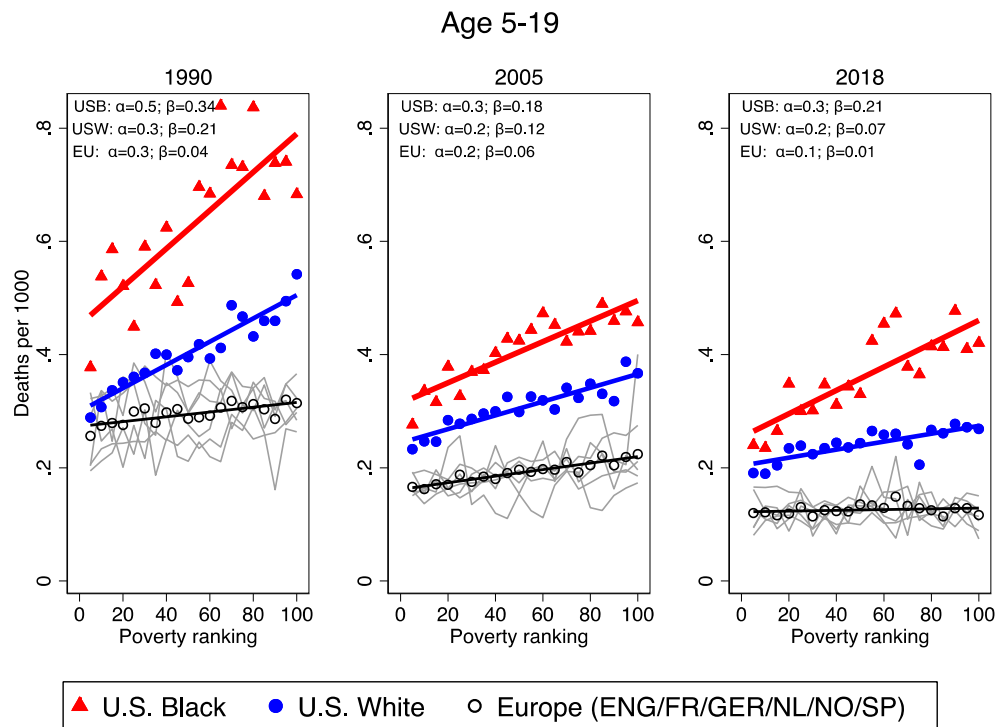 Age 5-19
1990
2005
2018
USB: α=0.5; β=0.34
USW: α=0.3; β=0.21
EU: α=0.3; β=0.04
USB: α=0.3; β=0.18
USW: α=0.2; β=0.12
EU: α=0.2; β=0.06
USB: α=0.3; β=0.21
USW: α=0.2; β=0.07
EU: α=0.1; β=0.01
Deaths per 1000
.8
.6
.4
.2
0
.8
.6
.4
.2
0
.8
.6
.4
.2
0
0 20 40 60 80 100
0 20 40 60 80 100
0 20 40 60 80 100
Poverty ranking
Poverty ranking
Poverty ranking
U.S. Black U.S. White Europe (ENG/FR/GER/NL/NO/SP)